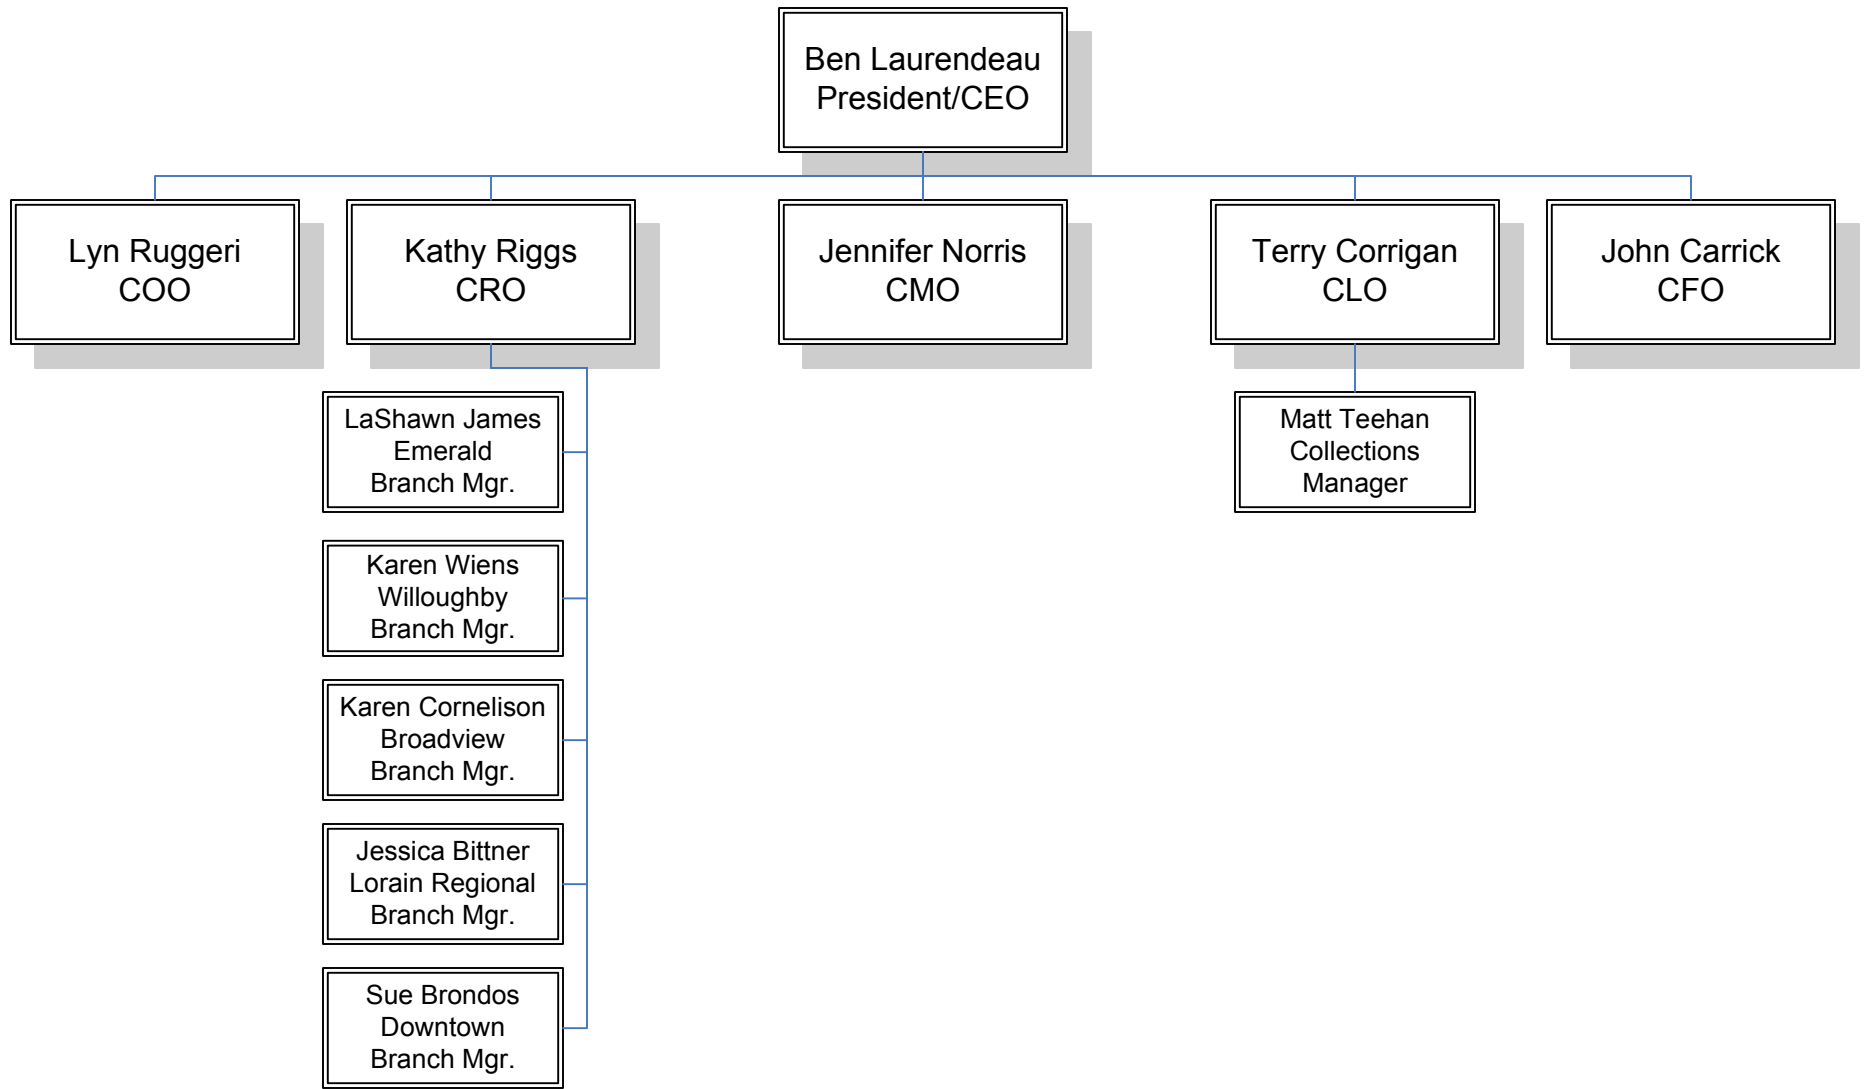 Ben Laurendeau
President/CEO
Lyn Ruggeri
COO
Kathy Riggs
CRO
Jennifer Norris
CMO
Terry Corrigan
CLO
John Carrick
CFO
LaShawn James
Emerald
Branch Mgr.
Karen Wiens
Willoughby
Branch Mgr.
Karen Cornelison
Broadview
Branch Mgr.
Jessica Bittner
Lorain Regional
Branch Mgr.
Sue Brondos
Downtown
Branch Mgr.
Matt Teehan
Collections
Manager